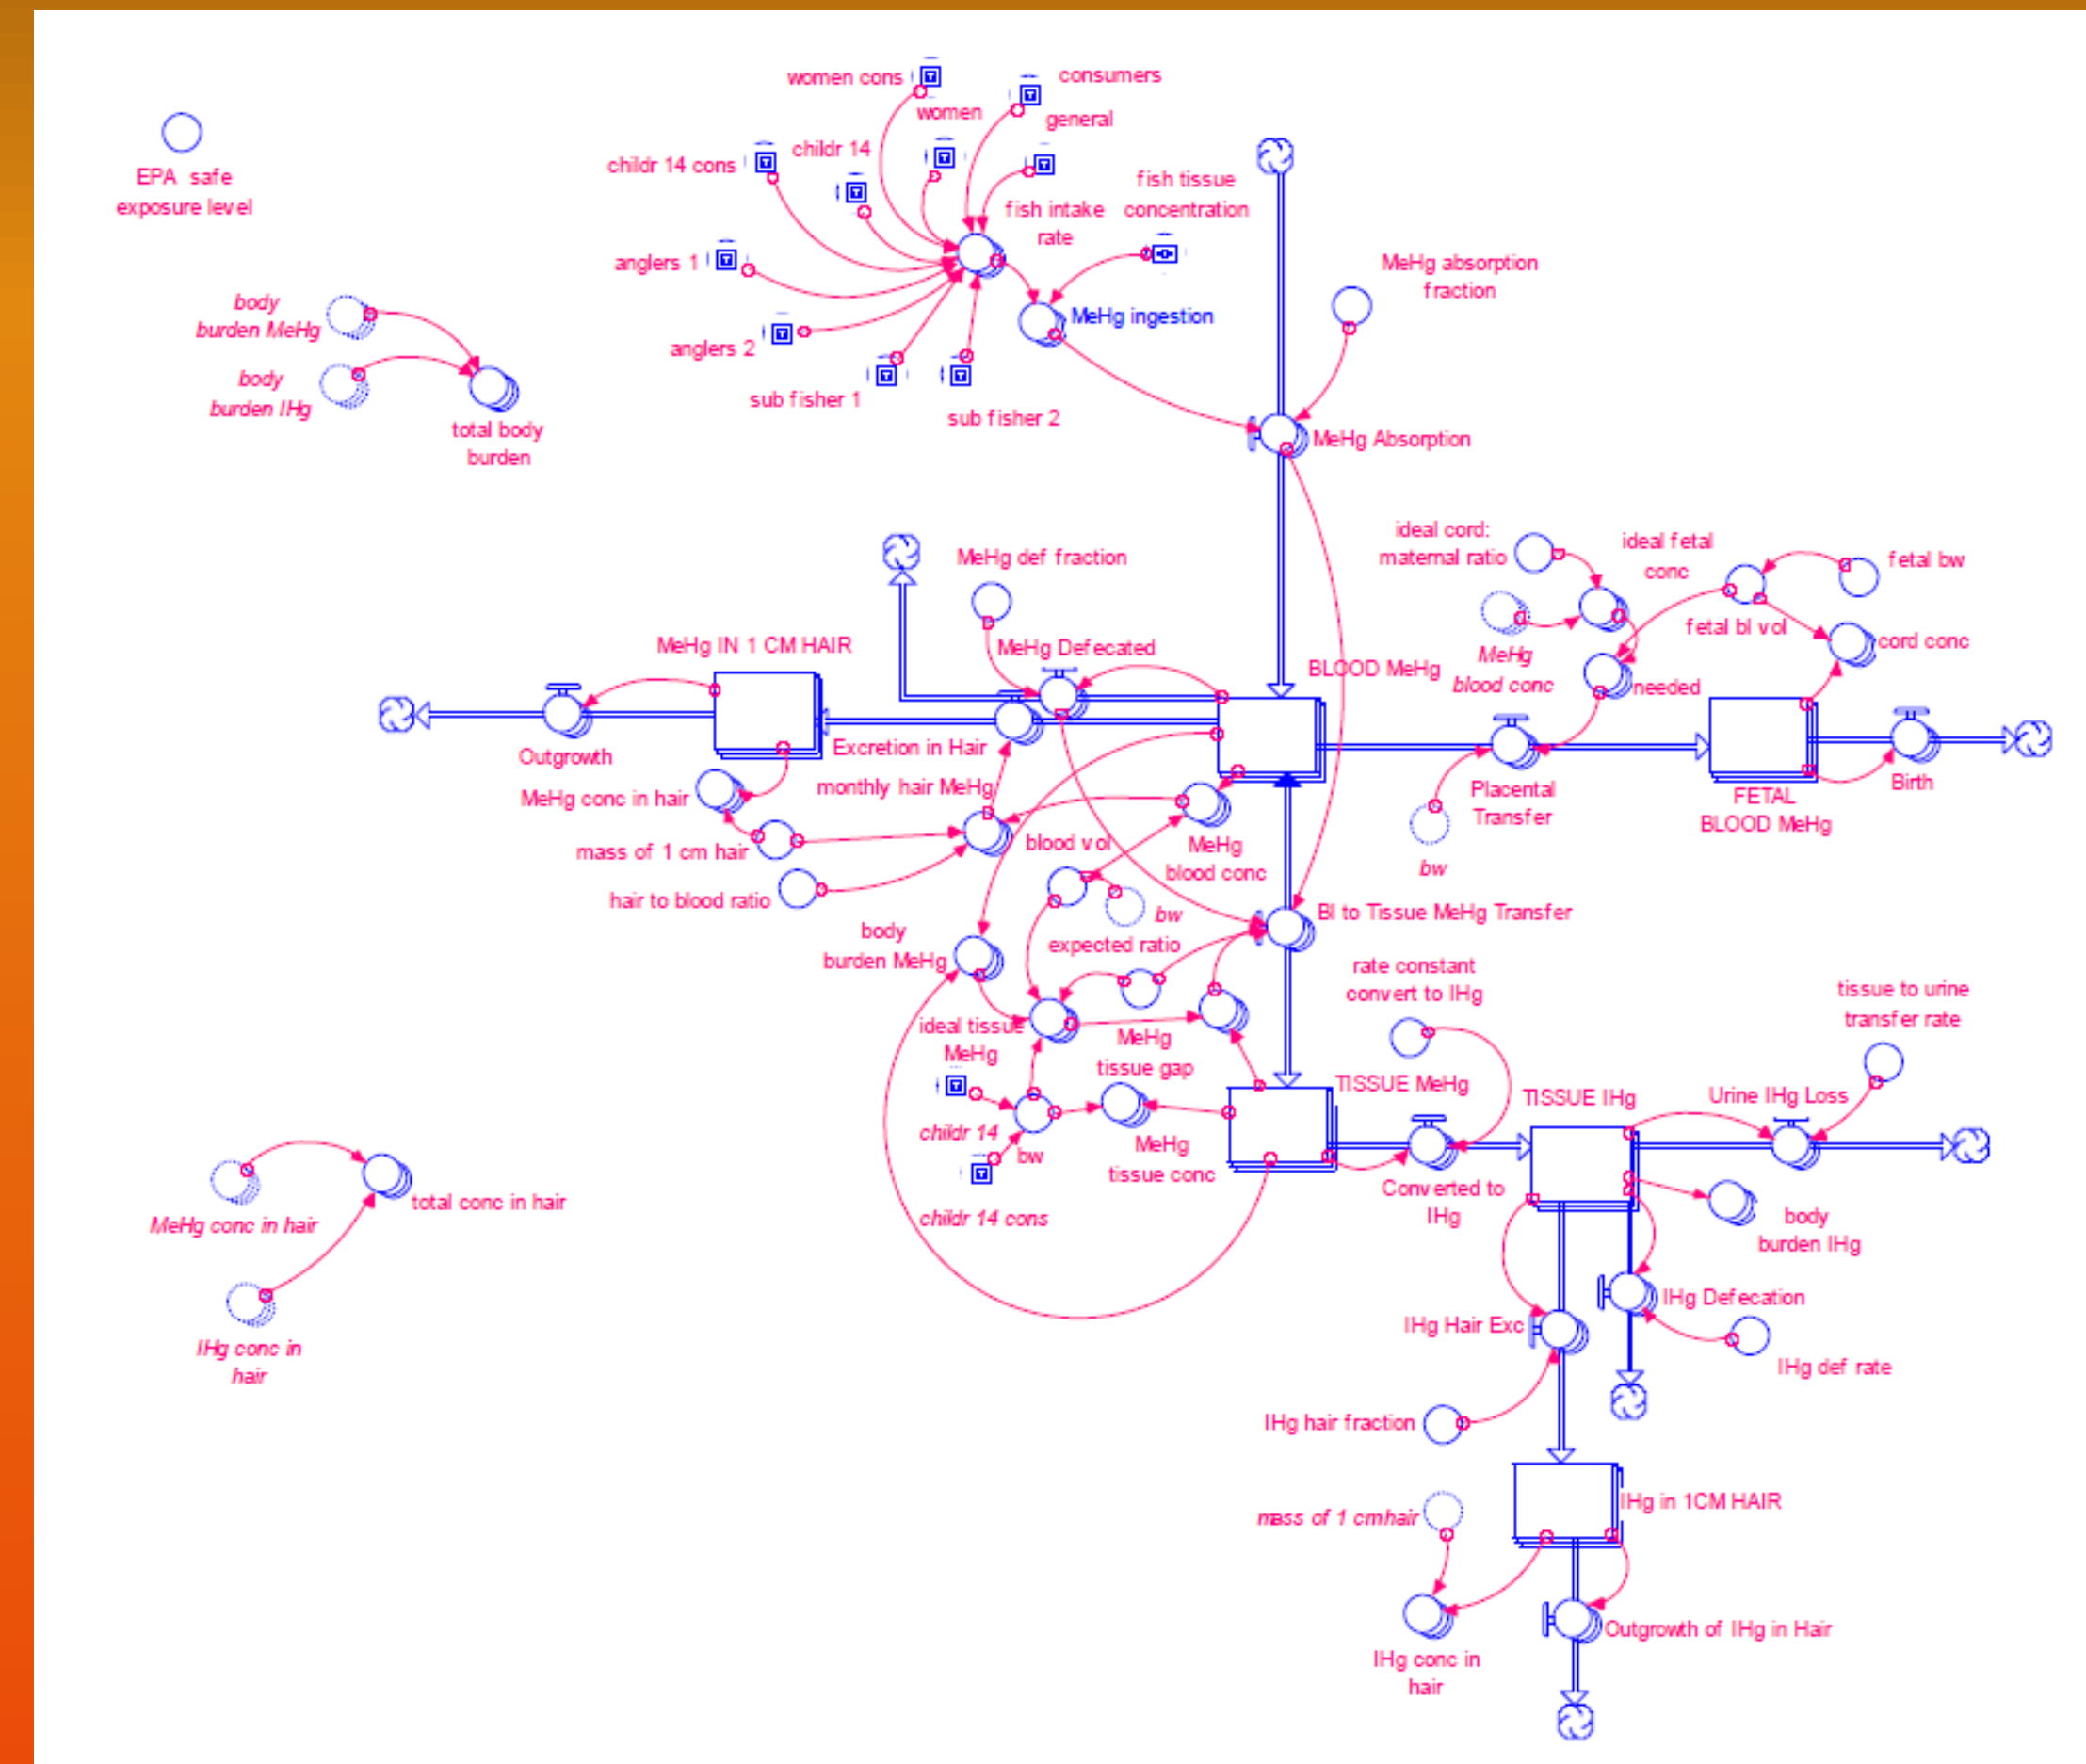 women cons
consumers
women
general
childr 14 cons
childr 14
EPA safe
exposure level
fish tissue
concentration
fish intake
rate
anglers 1
MeHg absorption
fraction
body
burden MeHg
MeHg ingestion
anglers 2
body
burden IHg
sub fisher 1
sub fisher 2
total body
burden
MeHg Absorption
ideal cord:
maternal ratio
ideal fetal
conc
fetal bw
MeHg def fraction
fetal bl vol
cord conc
MeHg IN 1 CM HAIR
MeHg Defecated
BLOOD MeHg
MeHg
blood conc
needed
Outgrowth
Excretion in Hair
Placental
Transfer
FETAL
BLOOD MeHg
Birth
MeHg conc in hair
monthly hair MeHg
mass of 1 cm hair
blood vol
MeHg
blood conc
bw
hair to blood ratio
bw
Bl to Tissue MeHg Transfer
body
burden MeHg
expected ratio
rate constant
convert to IHg
tissue to urine
transfer rate
ideal tissue
MeHg
MeHg
tissue gap
TISSUE MeHg
TISSUE IHg
Urine IHg Loss
childr 14
bw
MeHg
tissue conc
childr 14 cons
Converted to
IHg
total conc in hair
MeHg conc in hair
body
burden IHg
IHg Defecation
IHg Hair Exc
IHg conc in
hair
IHg def rate
IHg hair fraction
IHg in 1CM HAIR
mass of 1 cm hair
Outgrowth of IHg in Hair
IHg conc in
hair